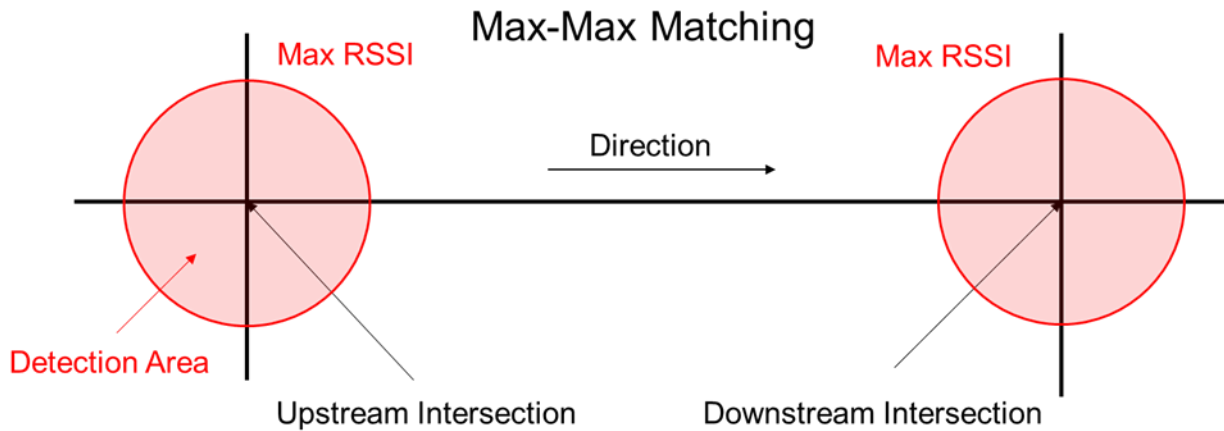 Max-Max Matching
Max RSSI
Max RSSI
Direction
Detection Area
Upstream Intersection
Downstream Intersection